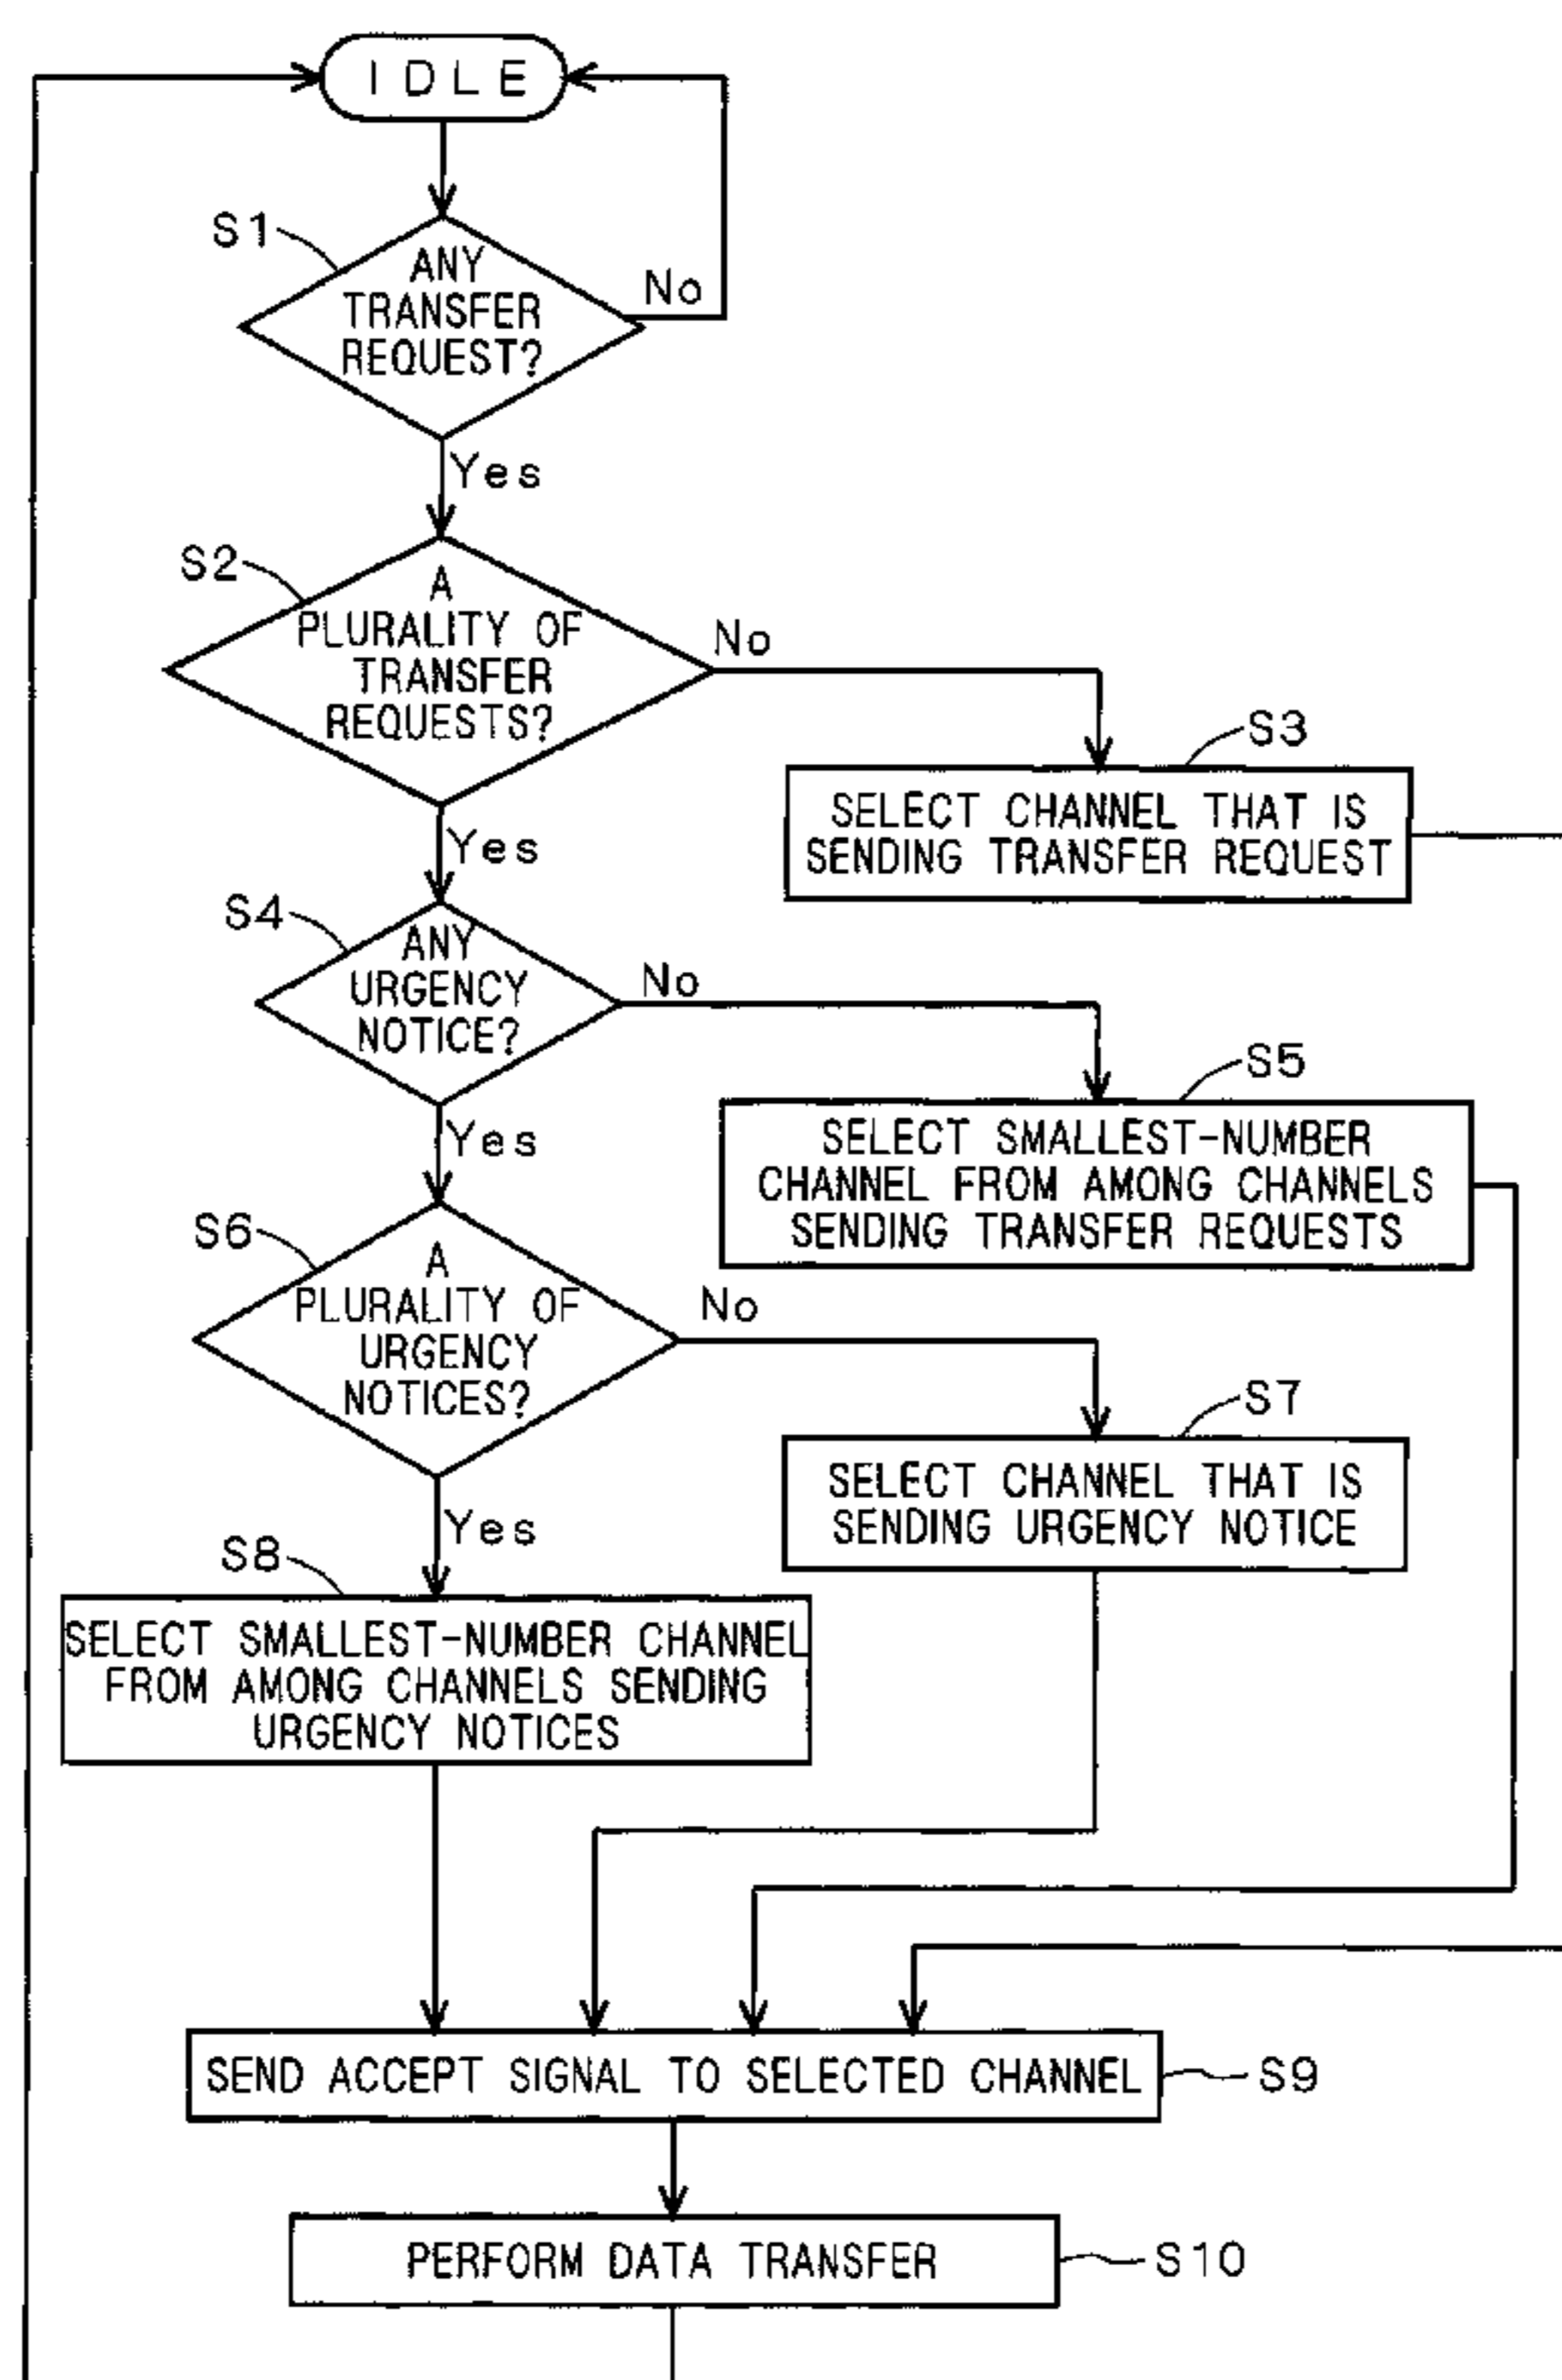 IDLE
S1
ANY
TRANSFER
REQUEST?
No
Yes
S2
A
PLURALITY OF
TRANSFER
REQUESTS?
No
Yes
S3
SELECT CHANNEL THAT IS
SENDING TRANSFER REQUEST
S4
ANY
URGENCY
NOTICE?
No
Yes
S5
SELECT SMALLEST-NUMBER
CHANNEL FROM AMONG CHANNELS
SENDING TRANSFER REQUESTS
S6
A
PLURALITY OF
URGENCY
NOTICES?
No
Yes
S7
SELECT CHANNEL THAT IS
SENDING URGENCY NOTICE
S8
SELECT SMALLEST-NUMBER CHANNEL
FROM AMONG CHANNELS SENDING
URGENCY NOTICES
SEND ACCEPT SIGNAL TO SELECTED CHANNEL
S9
PERFORM DATA TRANSFER
S10